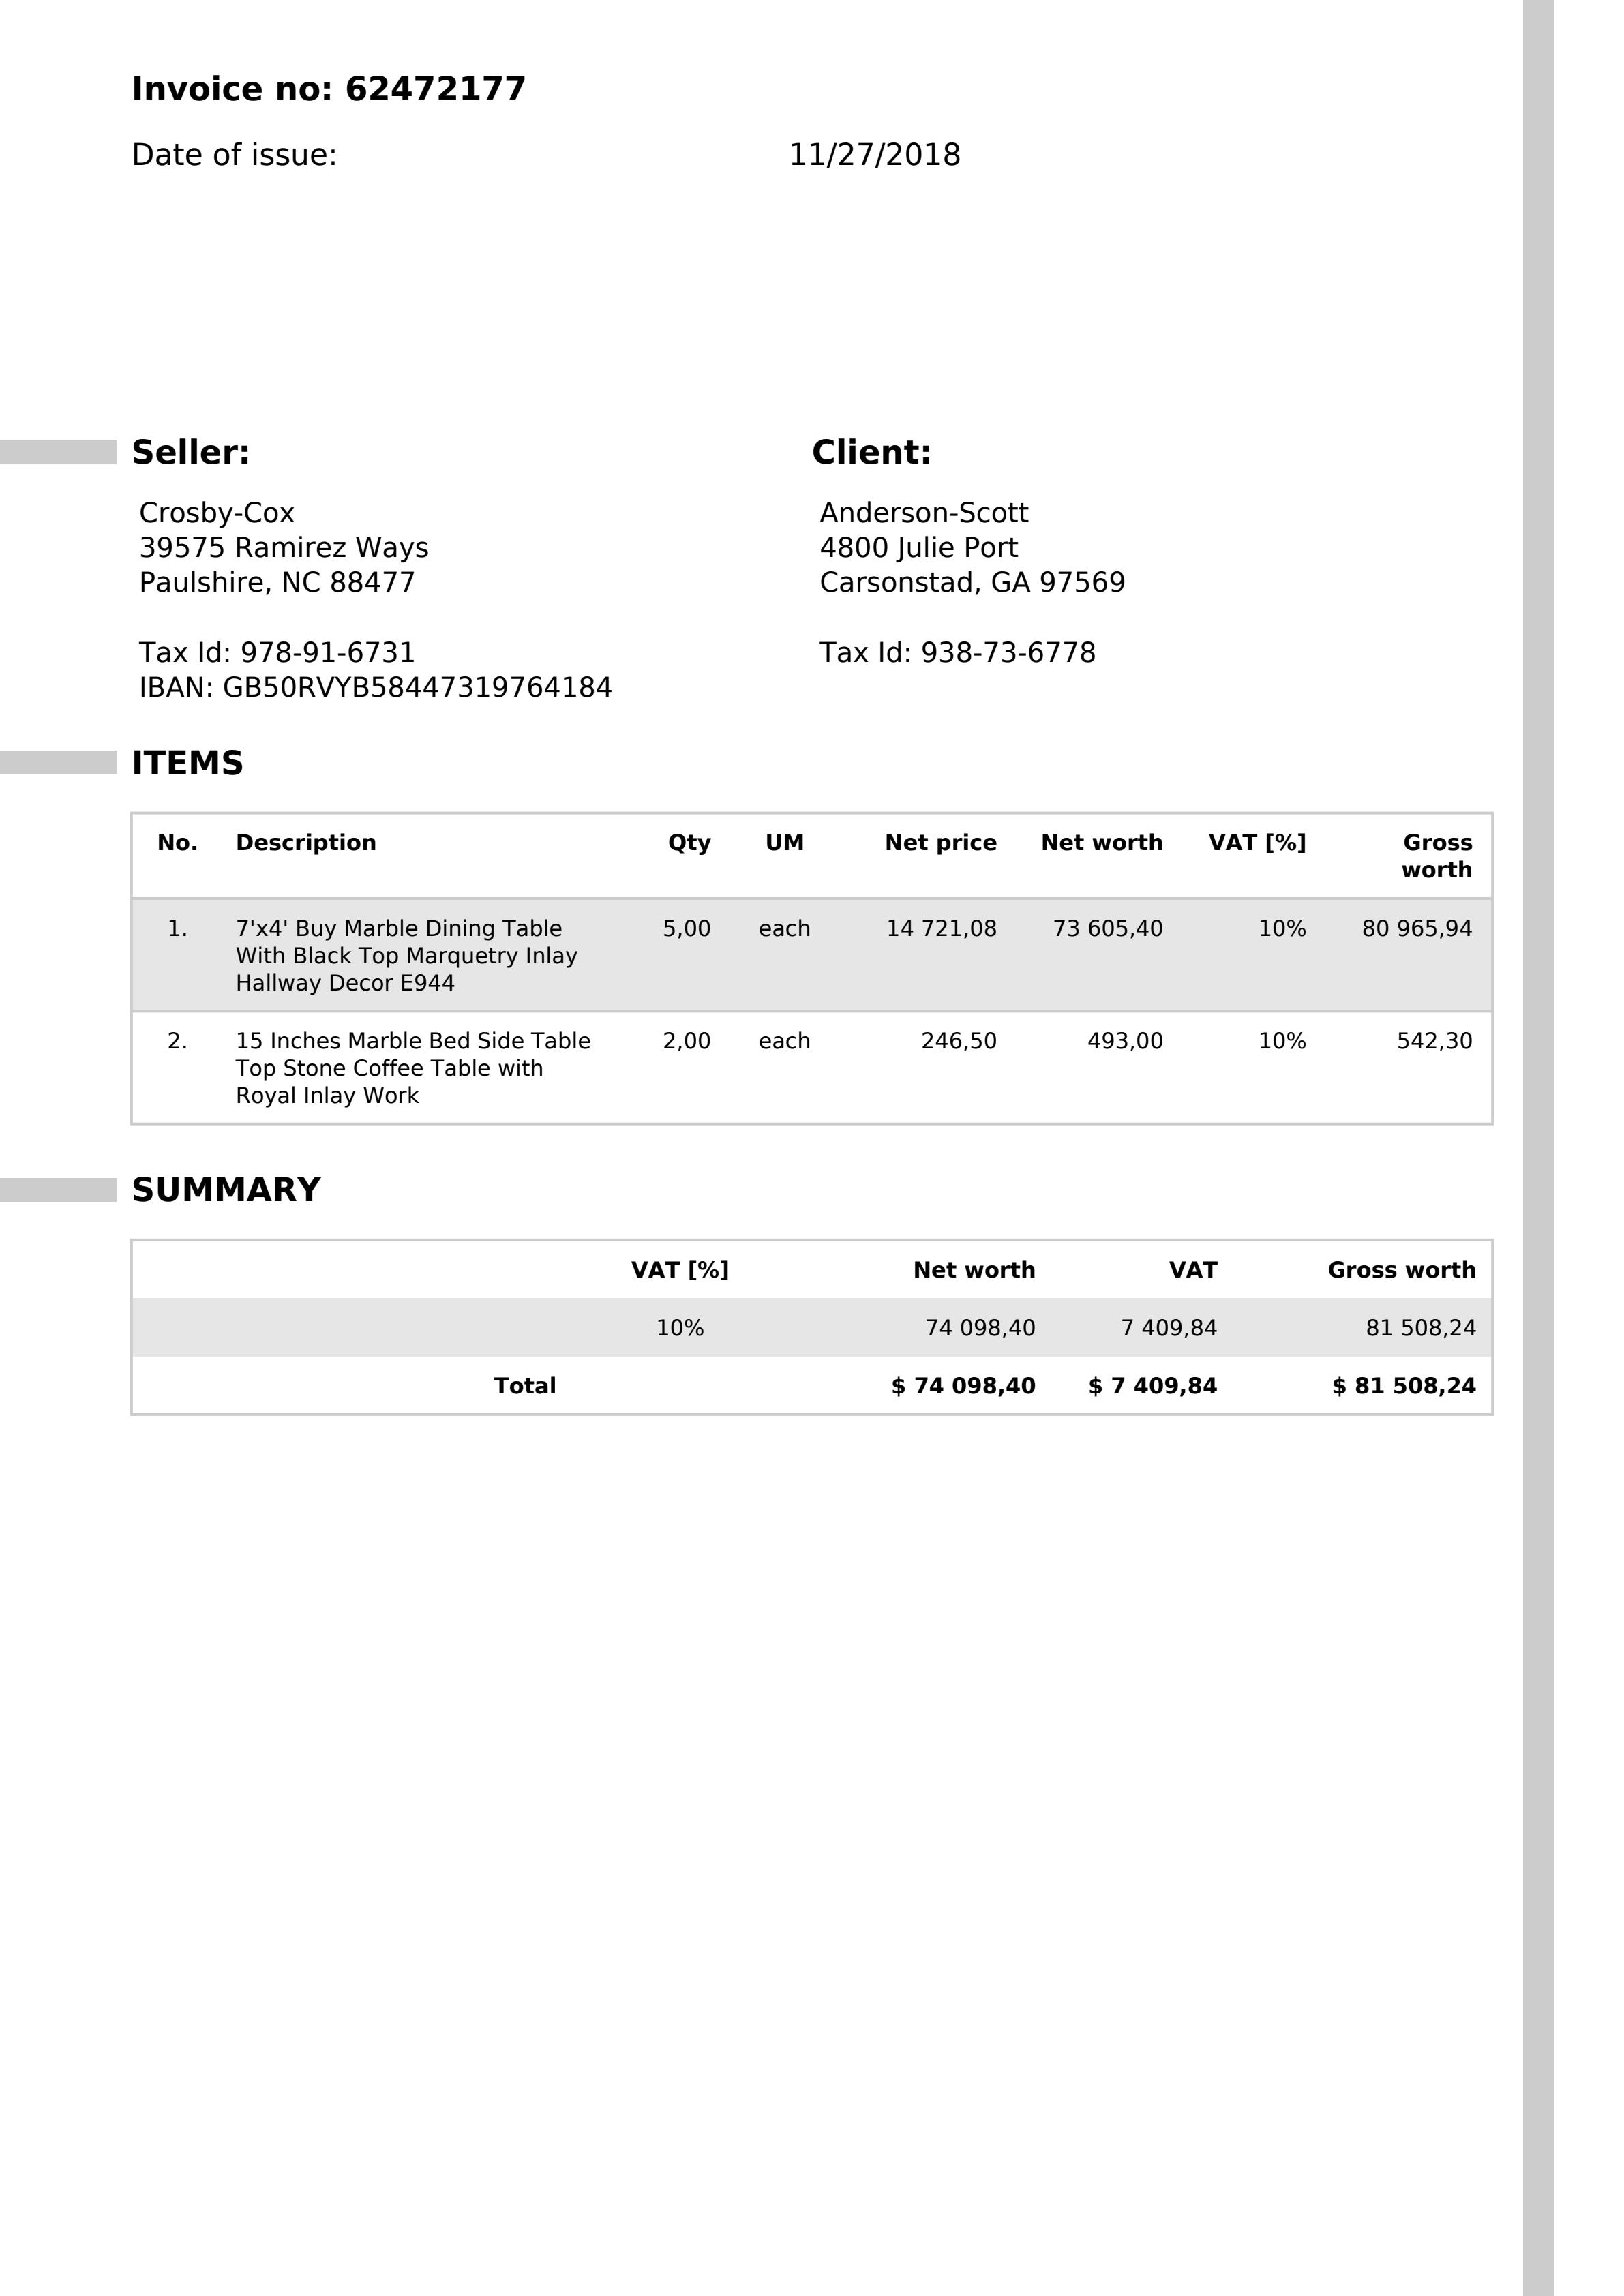 Invoice no: 62472177
Date of issue: 11/27/2018
Seller:
Crosby-Cox
39575 Ramirez Ways
Paulshire, NC 88477
Tax Id: 978-91-6731
IBAN: GB50RVYB58447319764184
Client:
Anderson-Scott
4800 Julie Port
Carsonstad, GA 97569
Tax Id: 938-73-6778
ITEMS
No. Description Qty UM Net price Net worth VAT [%] Gross
worth
1. 7'x4' Buy Marble Dining Table 5,00 each 14 721,08 73 605,40 10% 80 965,94
With Black Top Marquetry Inlay
Hallway Decor E944
2. 15 Inches Marble Bed Side Table 2,00 each 246,50 493,00 10% 542,30
Top Stone Coffee Table with
Royal Inlay Work
SUMMARY
VAT [%] Net worth VAT Gross worth
10% 74 098,40 7 409,84 81 508,24
Total $ 74 098,40 $ 7 409,84 $ 81 508,24